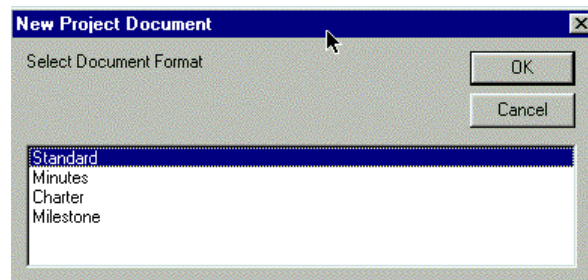 New Project Document
Select Document Format
OK
Cancel
Standard
Minutes
Charter
Milestone